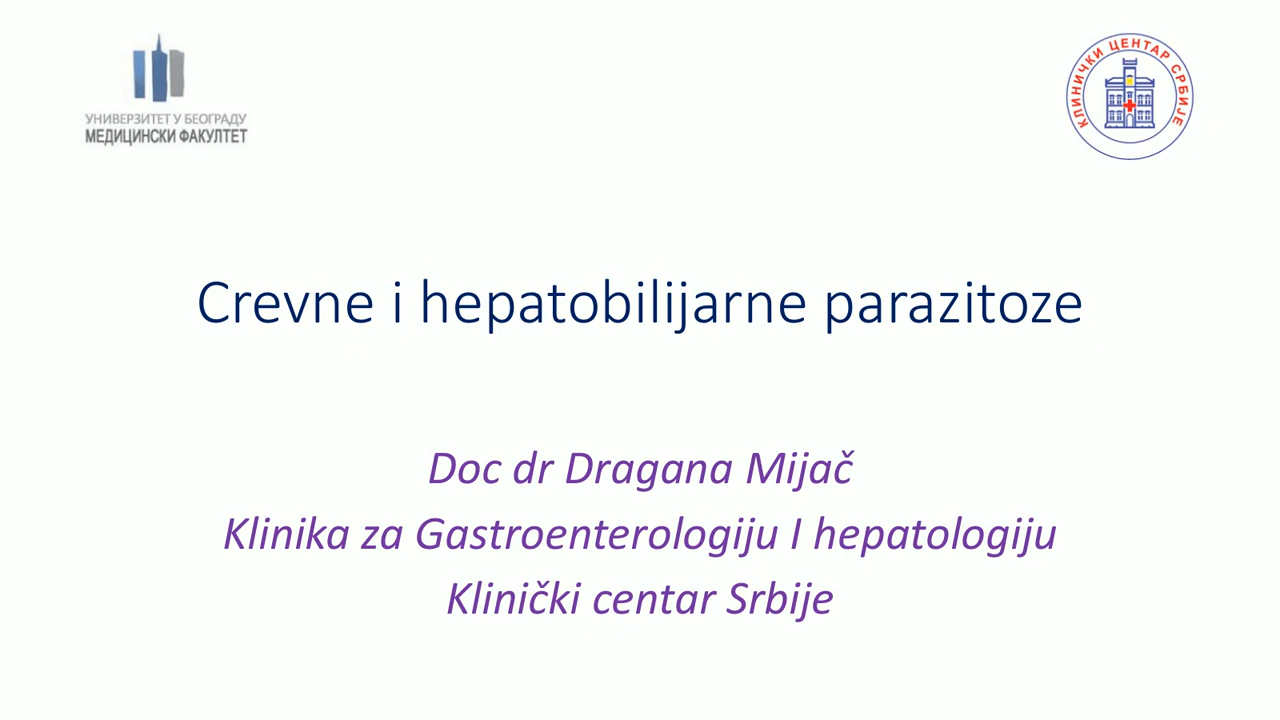 УНИВЕРЗИТЕТ У БЕОГРАДУ
МЕДИЦИНСКИ ФАКУЛТЕТ
КЛИНИЧКИ ЦЕНТАР СРБИЈЕ
Crevne i hepatobilijarne parazitoze
Doc dr Dragana Mijač
Klinika za Gastroenterologiju I hepatologiju
Klinički centar Srbije